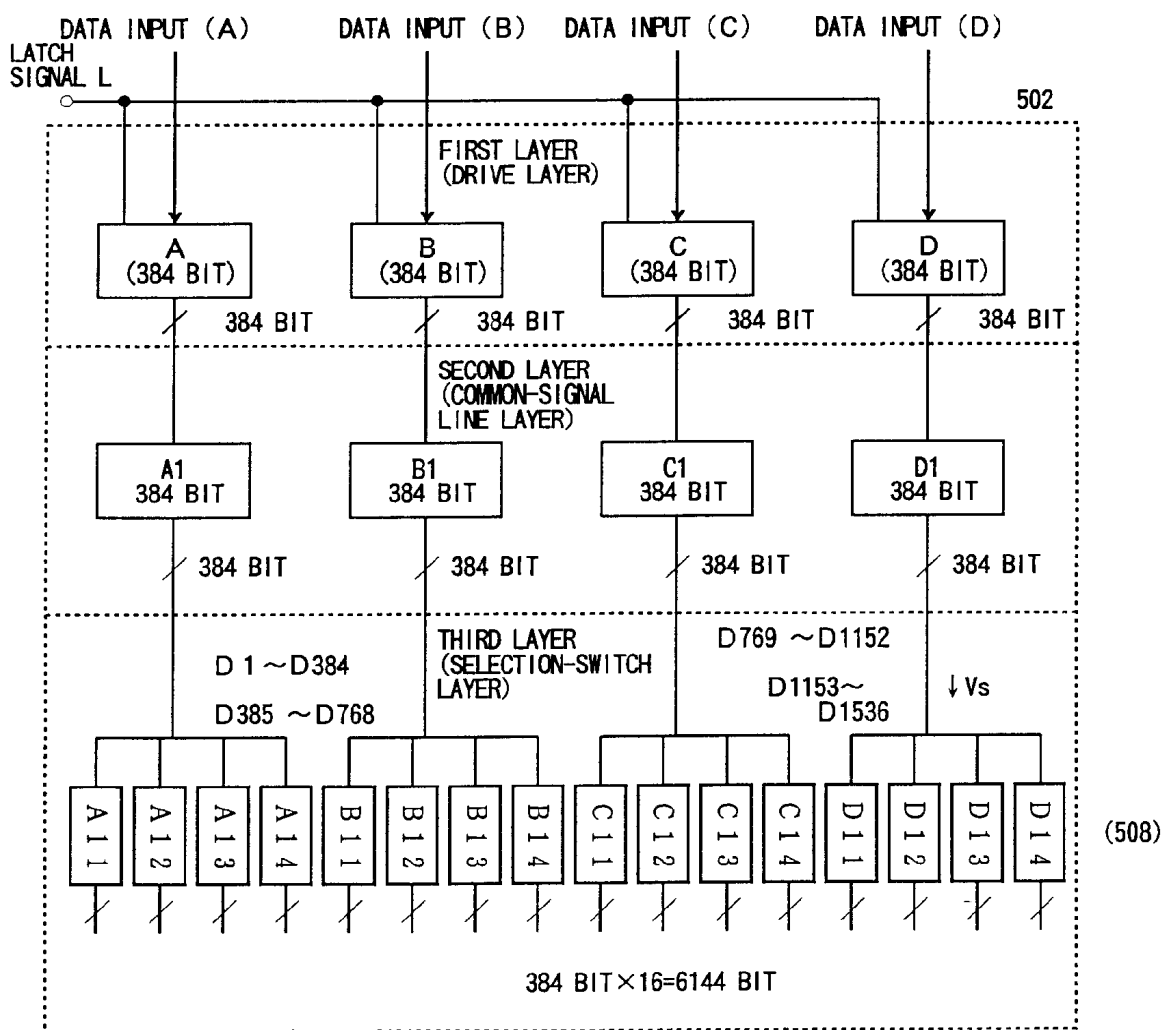 DATA INPUT (A) DATA INPUT (B) DATA INPUT (C) DATA INPUT (D)
LATCH
SIGNAL L
502
FIRST LAYER
(DRIVE LAYER)
A
(384 BIT)
B
(384 BIT)
C
(384 BIT)
D
(384 BIT)
384 BIT 384 BIT 384 BIT 384 BIT
SECOND LAYER
(COMMON-SIGNAL
LINE LAYER)
A1
384 BIT
B1
384 BIT
C1
384 BIT
D1
384 BIT
384 BIT 384 BIT 384 BIT 384 BIT
THIRD LAYER
(SELECTION-SWITCH
LAYER)
D1 ~D384
D385 ~D768
D769 ~D1152
D1153~
D1536
↓Vs
A11 A12 A13 A14 B11 B12 B13 B14 C11 C12 C13 C14 D11 D12 D13 D14
(508)
384 BIT×16=6144 BIT